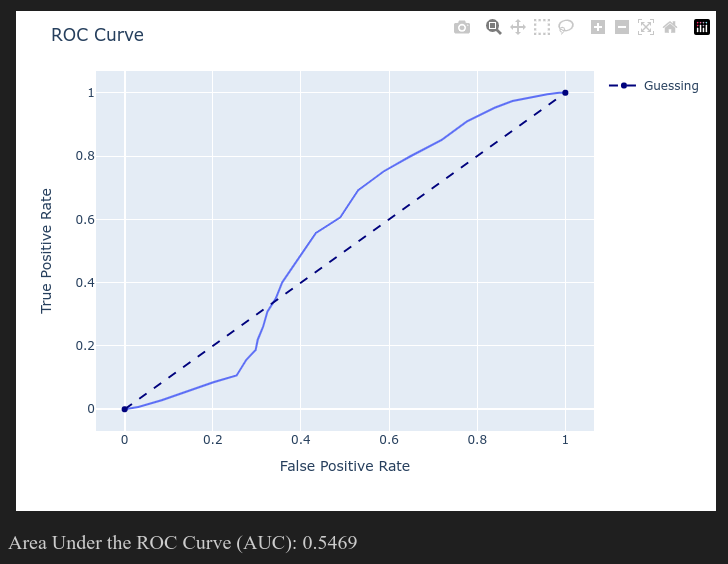 ROC Curve
Guessing
1
0.8
0.6
0.4
0.2
0
True Positive Rate
0
0.2
0.4
0.6
0.8
1
False Positive Rate
Area Under the ROC Curve (AUC): 0.5469